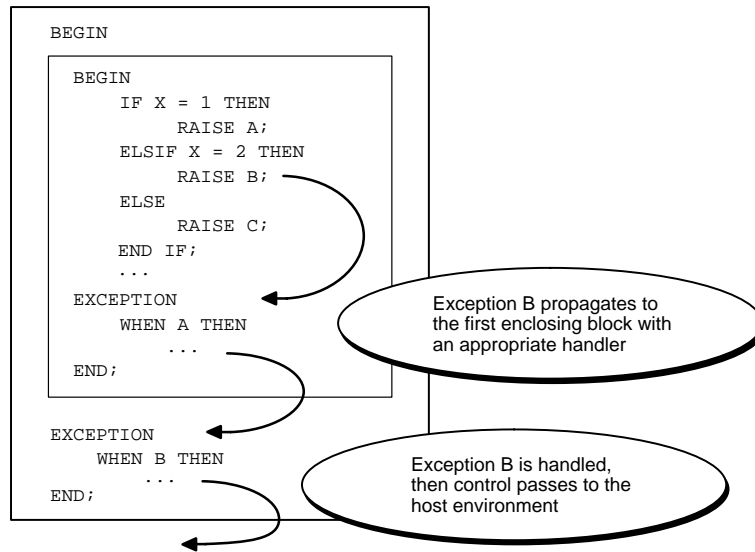 BEGIN
BEGIN
IF X = 1 THEN
RAISE A;
ELSIF X = 2 THEN
RAISE B;
ELSE
RAISE C;
END IF;
...
EXCEPTION
WHEN A THEN
...
END;
Exception B propagates to
the first enclosing block with
an appropriate handler
EXCEPTION
WHEN B THEN
...
END;
Exception B is handled,
then control passes to the
host environment